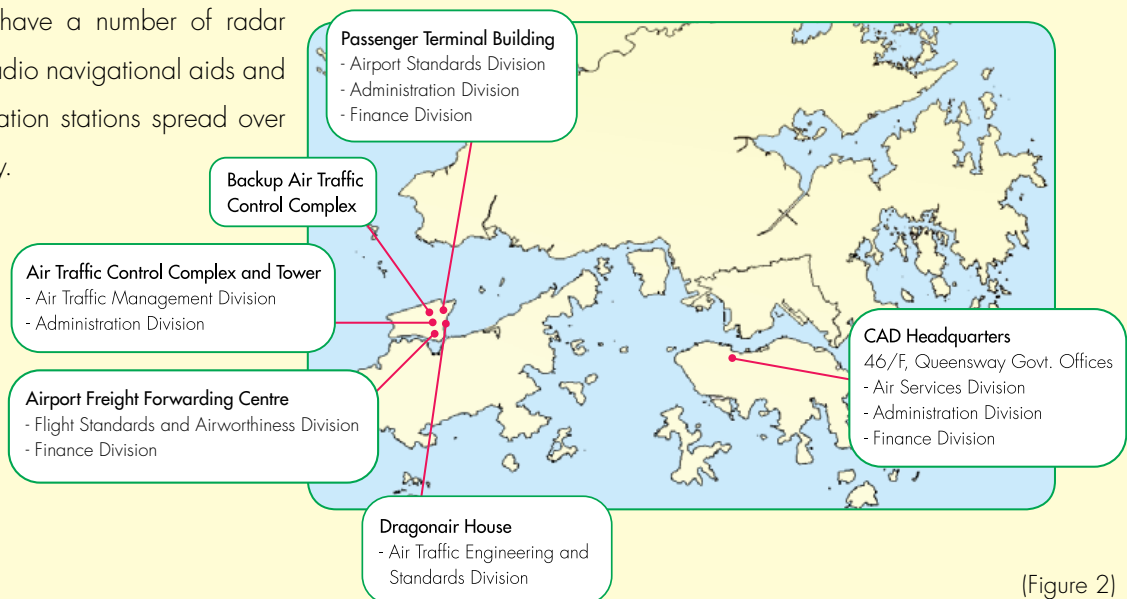 have a number of radar
radio navigational aids and
ation stations spread over
y.
Passenger Terminal Building
- Airport Standards Division
- Administration Division
- Finance Division
Backup Air Traffic
Control Complex
Air Traffic Control Complex and Tower
- Air Traffic Management Division
- Administration Division
Airport Freight Forwarding Centre
- Flight Standards and Airworthiness Division
- Finance Division
Dragonair House
- Air Traffic Engineering and
Standards Division
CAD Headquarters
46/F, Queensway Govt. Offices
- Air Services Division
- Administration Division
- Finance Division
(Figure 2)